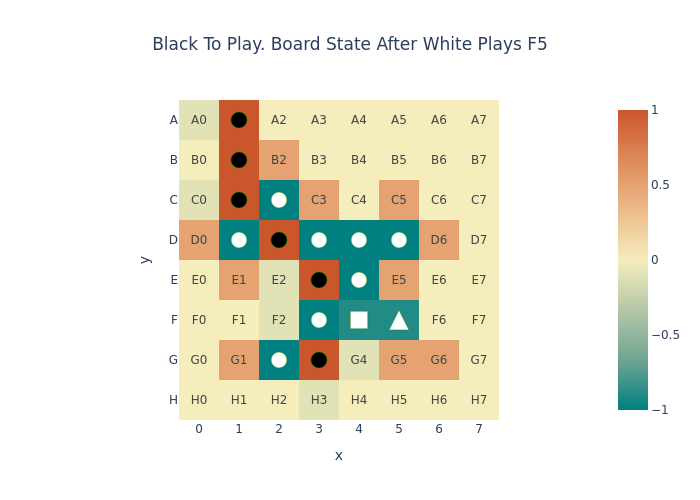 Black To Play. Board State After White Plays F5
A A0 A2 A3 A4 A5 A6 A7
B B0 B2 B3 B4 B5 B6 B7
C C0 C3 C4 C5 C6 C7
D D0 D6 D7
E E0 E1 E2 E5 E6 E7
F F0 F1 F2 F6 F7
G G0 G1 G4 G5 G6 G7
H H0 H1 H2 H3 H4 H5 H6 H7
0 1 2 3 4 5 6 7
x
y
1
0.5
0
−0.5
−1